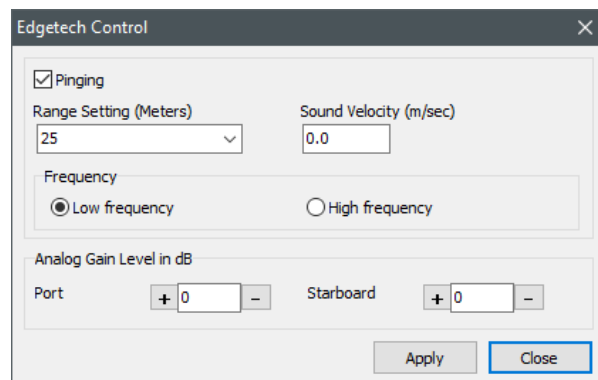 Edgetech Control
Pinging
Range Setting (Meters) Sound Velocity (m/sec)
25 0.0
Frequency
Low frequency High frequency
Analog Gain Level in dB
Port + 0 - Starboard + 0 -
Apply Close